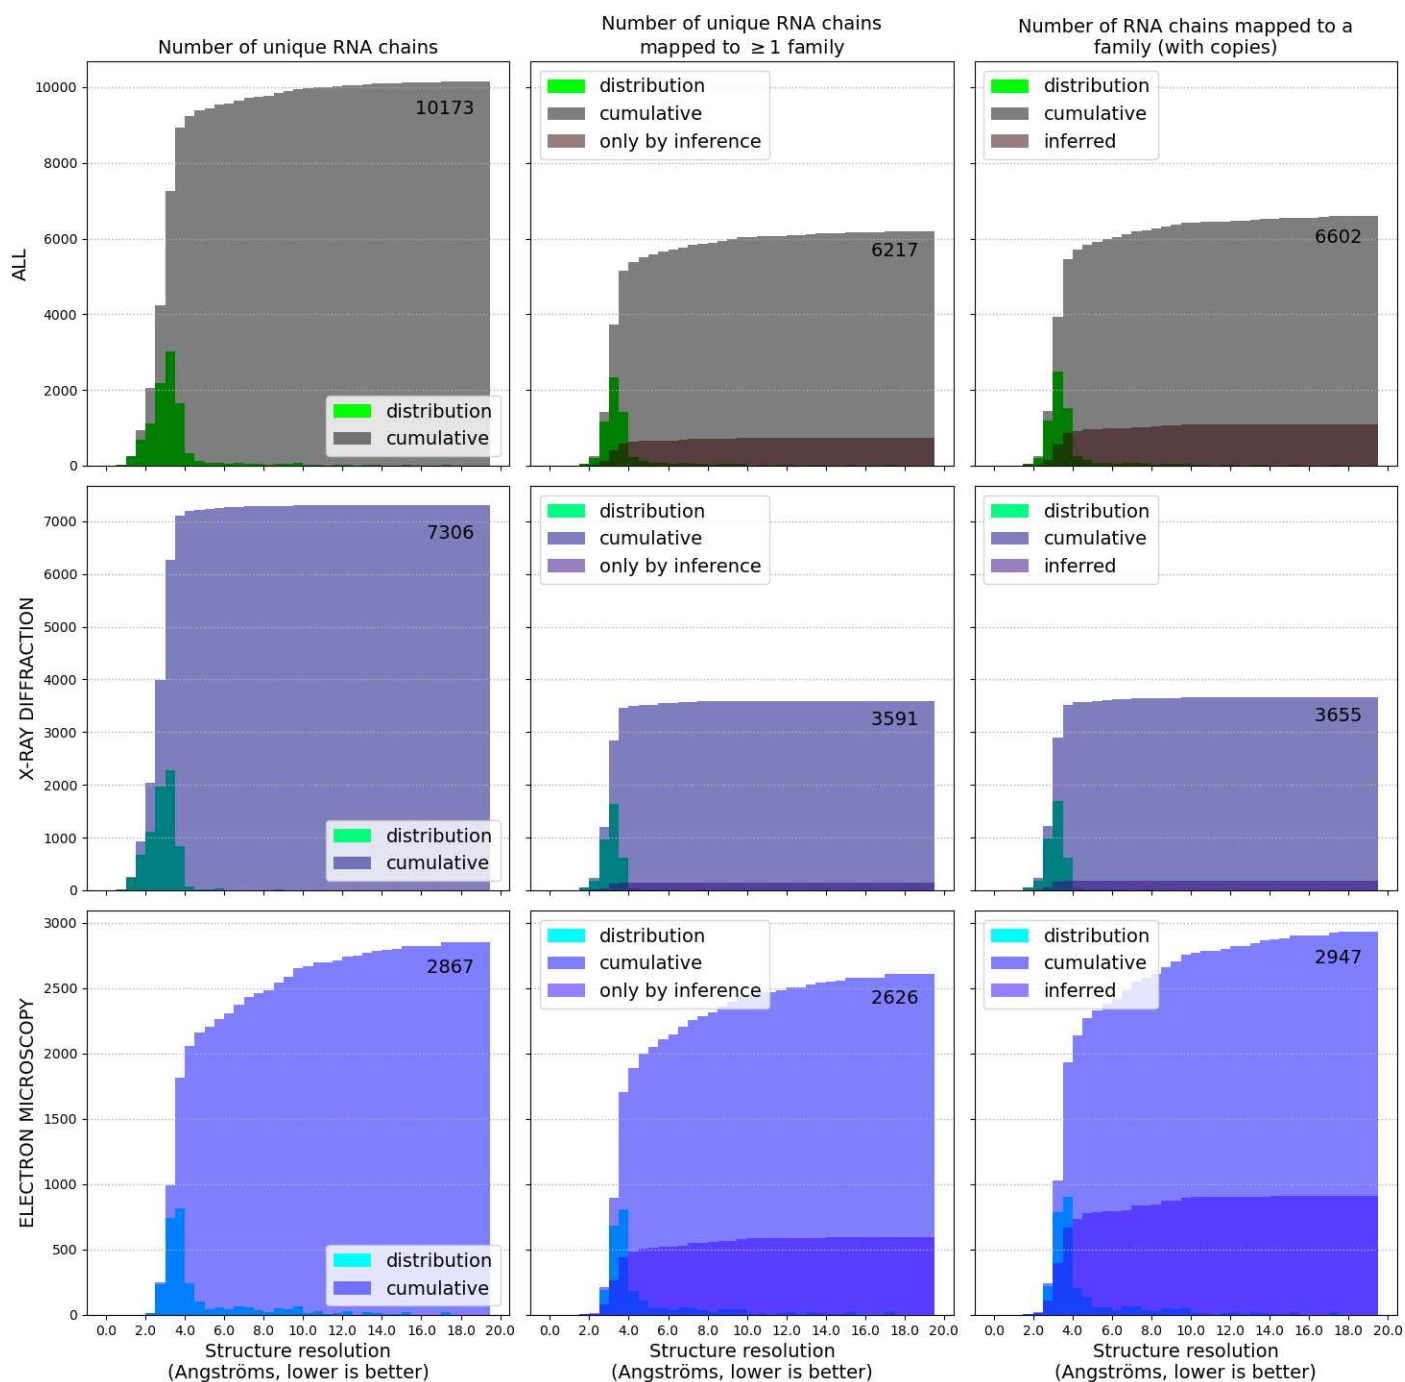 Number of unique RNA chains
Number of unique RNA chains
mapped to ≥ 1 family
Number of RNA chains mapped to a
family (with copies)
ALL
10000
8000
6000
4000
2000
0
10173
distribution
cumulative
distribution
cumulative
only by inference
6217
distribution
cumulative
inferred
6602
X-RAY DIFFRACTION
7000
6000
5000
4000
3000
2000
1000
0
7306
distribution
cumulative
distribution
cumulative
only by inference
3591
distribution
cumulative
inferred
3655
ELECTRON MICROSCOPY
3000
2500
2000
1500
1000
500
0
2867
distribution
cumulative
distribution
cumulative
only by inference
2626
distribution
cumulative
inferred
2947
0.0 2.0 4.0 6.0 8.0 10.0 12.0 14.0 16.0 18.0 20.0
Structure resolution
(Angströms, lower is better)
0.0 2.0 4.0 6.0 8.0 10.0 12.0 14.0 16.0 18.0 20.0
Structure resolution
(Angströms, lower is better)
0.0 2.0 4.0 6.0 8.0 10.0 12.0 14.0 16.0 18.0 20.0
Structure resolution
(Angströms, lower is better)